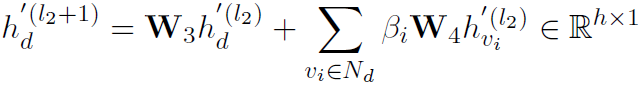 $h_d^{'(l_2+1)} = \mathbf{W}_3 h_d^{'(l_2)} + \sum_{v_i \in N_d} \beta_i \mathbf{W}_4 h_{v_i}^{'(l_2)} \in \mathbb{R}^{h \times 1}$